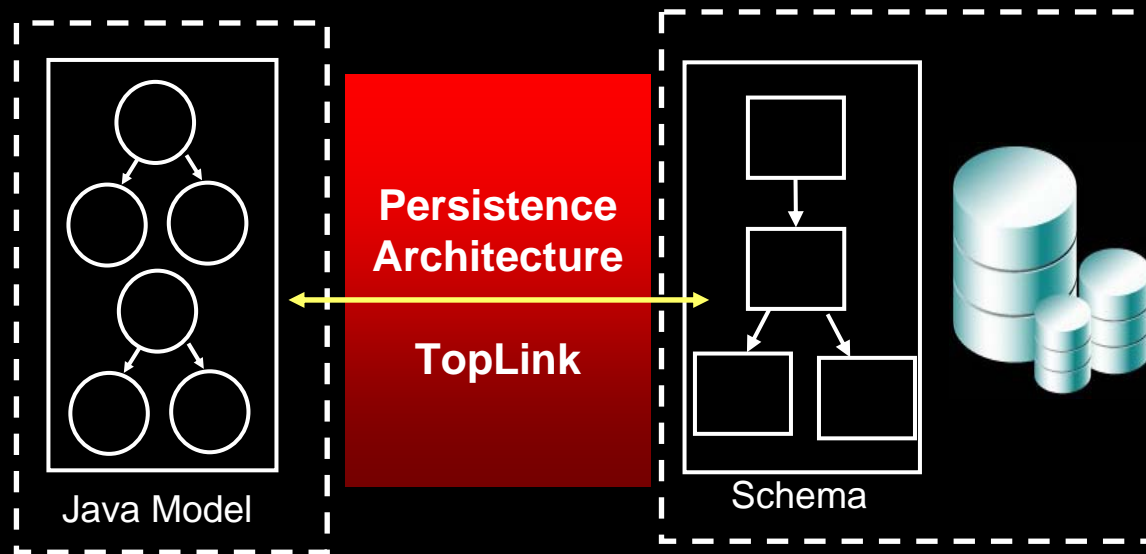 Persistence
Architecture
TopLink
Java Model
Schema